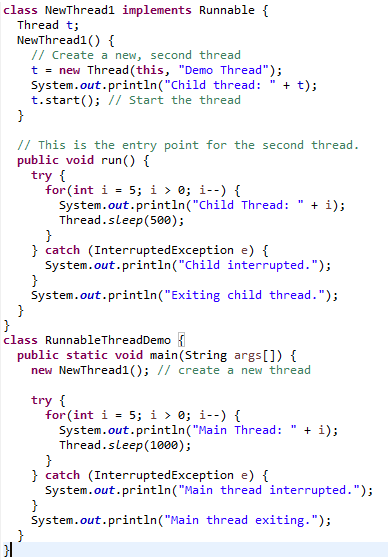 class NewThread1 implements Runnable {
  Thread t;
  NewThread1() {
    // Create a new, second thread
    t = new Thread(this, "Demo Thread");
    System.out.println("Child thread: " + t);
    t.start(); // Start the thread
  }

  // This is the entry point for the second thread.
  public void run() {
    try {
      for(int i = 5; i > 0; i--) {
        System.out.println("Child Thread: " + i);
        Thread.sleep(500);
      }
    } catch (InterruptedException e) {
      System.out.println("Child interrupted.");
    }
    System.out.println("Exiting child thread.");
  }
}
class RunnableThreadDemo {
  public static void main(String args[]) {
    new NewThread1(); // create a new thread

    try {
      for(int i = 5; i > 0; i--) {
        System.out.println("Main Thread: " + i);
        Thread.sleep(1000);
      }
    } catch (InterruptedException e) {
      System.out.println("Main thread interrupted.");
    }
    System.out.println("Main thread exiting.");
  }
}